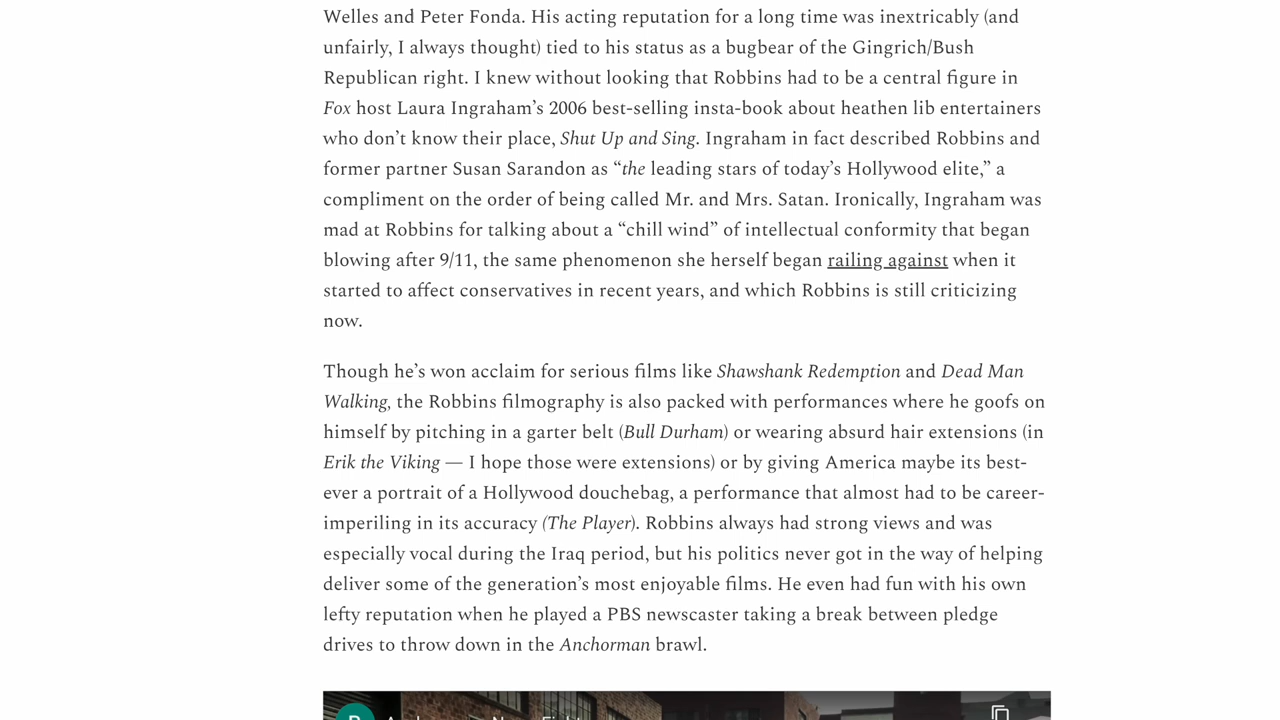 Welles and Peter Fonda. His acting reputation for a long time was inextricably (and
unfairly, I always thought) tied to his status as a bugbear of the Gingrich/Bush
Republican right. I knew without looking that Robbins had to be a central figure in
Fox host Laura Ingraham’s 2006 best-selling insta-book about heathen lib entertainers
who don’t know their place, Shut Up and Sing. Ingraham in fact described Robbins and
former partner Susan Sarandon as “the leading stars of today’s Hollywood elite,” a
compliment on the order of being called Mr. and Mrs. Satan. Ironically, Ingraham was
mad at Robbins for talking about a “chill wind” of intellectual conformity that began
blowing after 9/11, the same phenomenon she herself began railing against when it
started to affect conservatives in recent years, and which Robbins is still criticizing
now.
Though he’s won acclaim for serious films like Shawshank Redemption and Dead Man
Walking, the Robbins filmography is also packed with performances where he goofs on
himself by pitching in a garter belt (Bull Durham) or wearing absurd hair extensions (in
Erik the Viking — I hope those were extensions) or by giving America maybe its best-
ever a portrait of a Hollywood douchebag, a performance that almost had to be career-
imperiling in its accuracy (The Player). Robbins always had strong views and was
especially vocal during the Iraq period, but his politics never got in the way of helping
deliver some of the generation’s most enjoyable films. He even had fun with his own
lefty reputation when he played a PBS newscaster taking a break between pledge
drives to throw down in the Anchorman brawl.